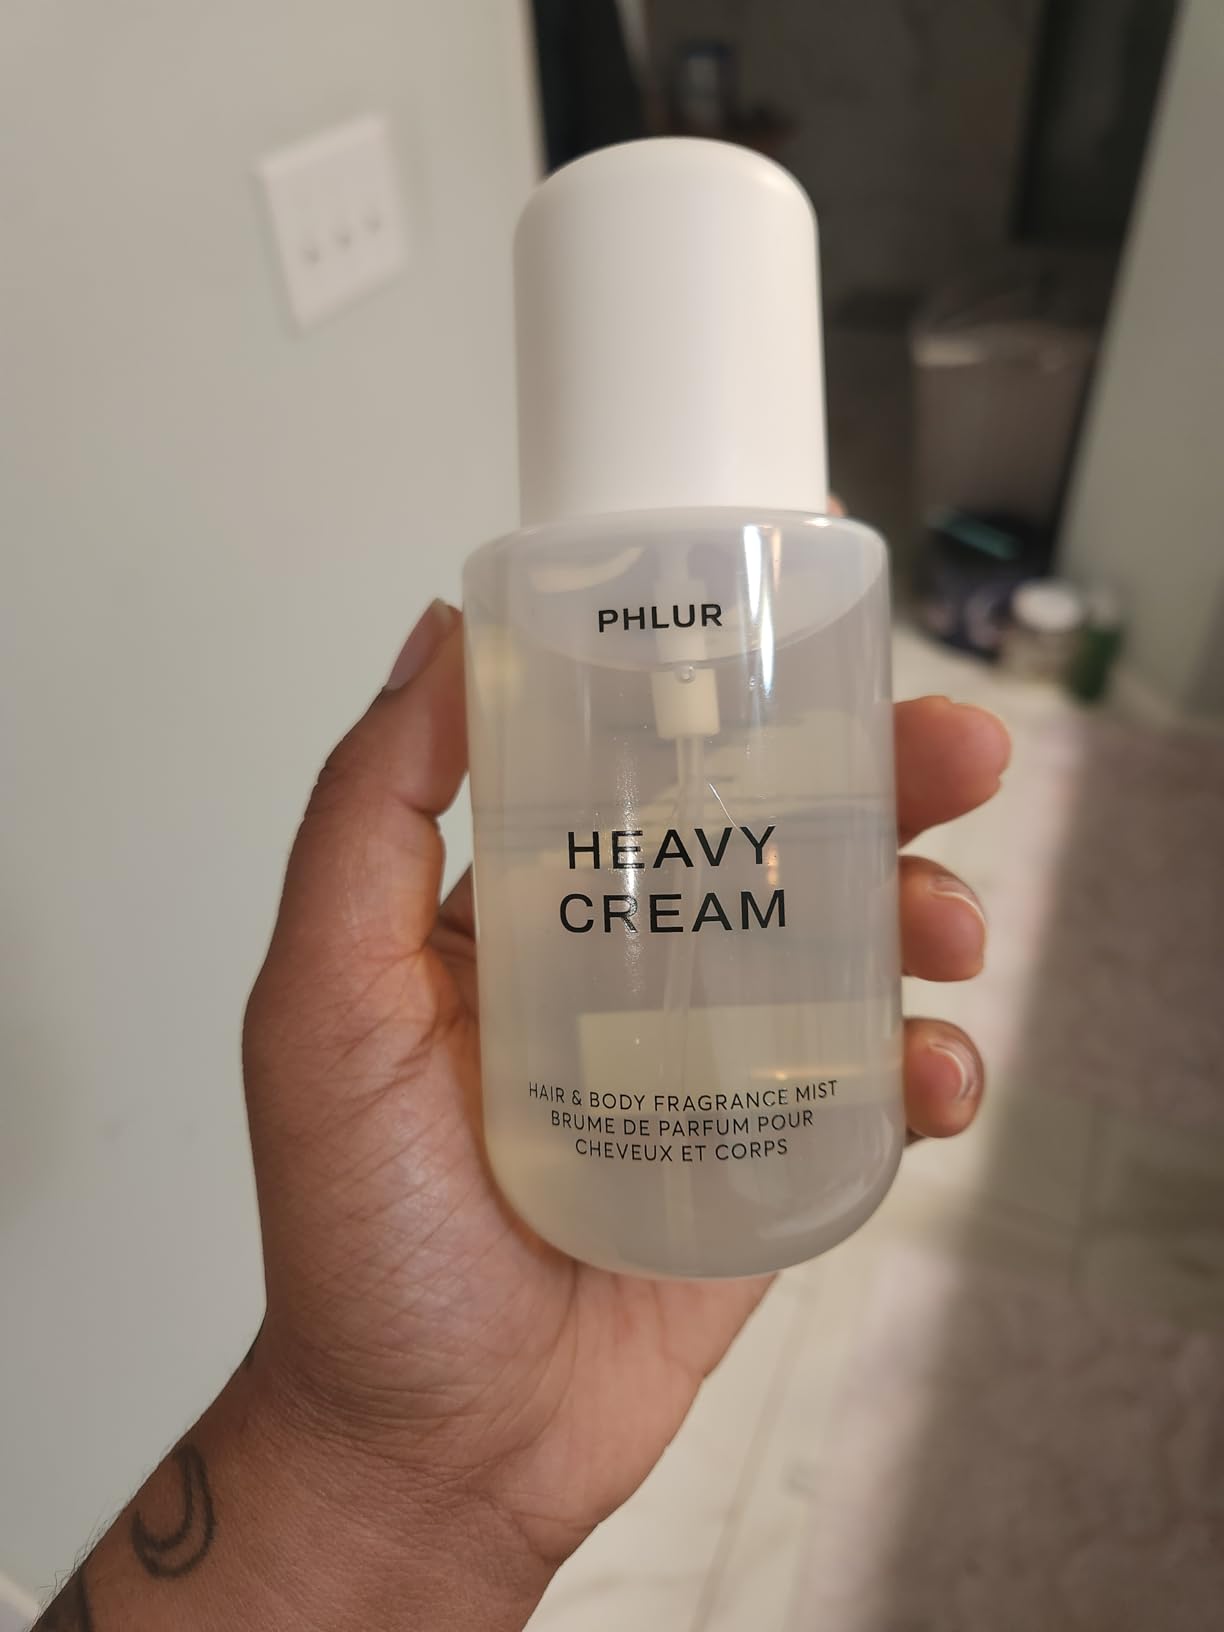 PHLUR
HEAVY
CREAM
HAIR & BODY FRAGRANCE MIST
BRUME DE PARFUM POUR
CHEVEUX ET CORPS